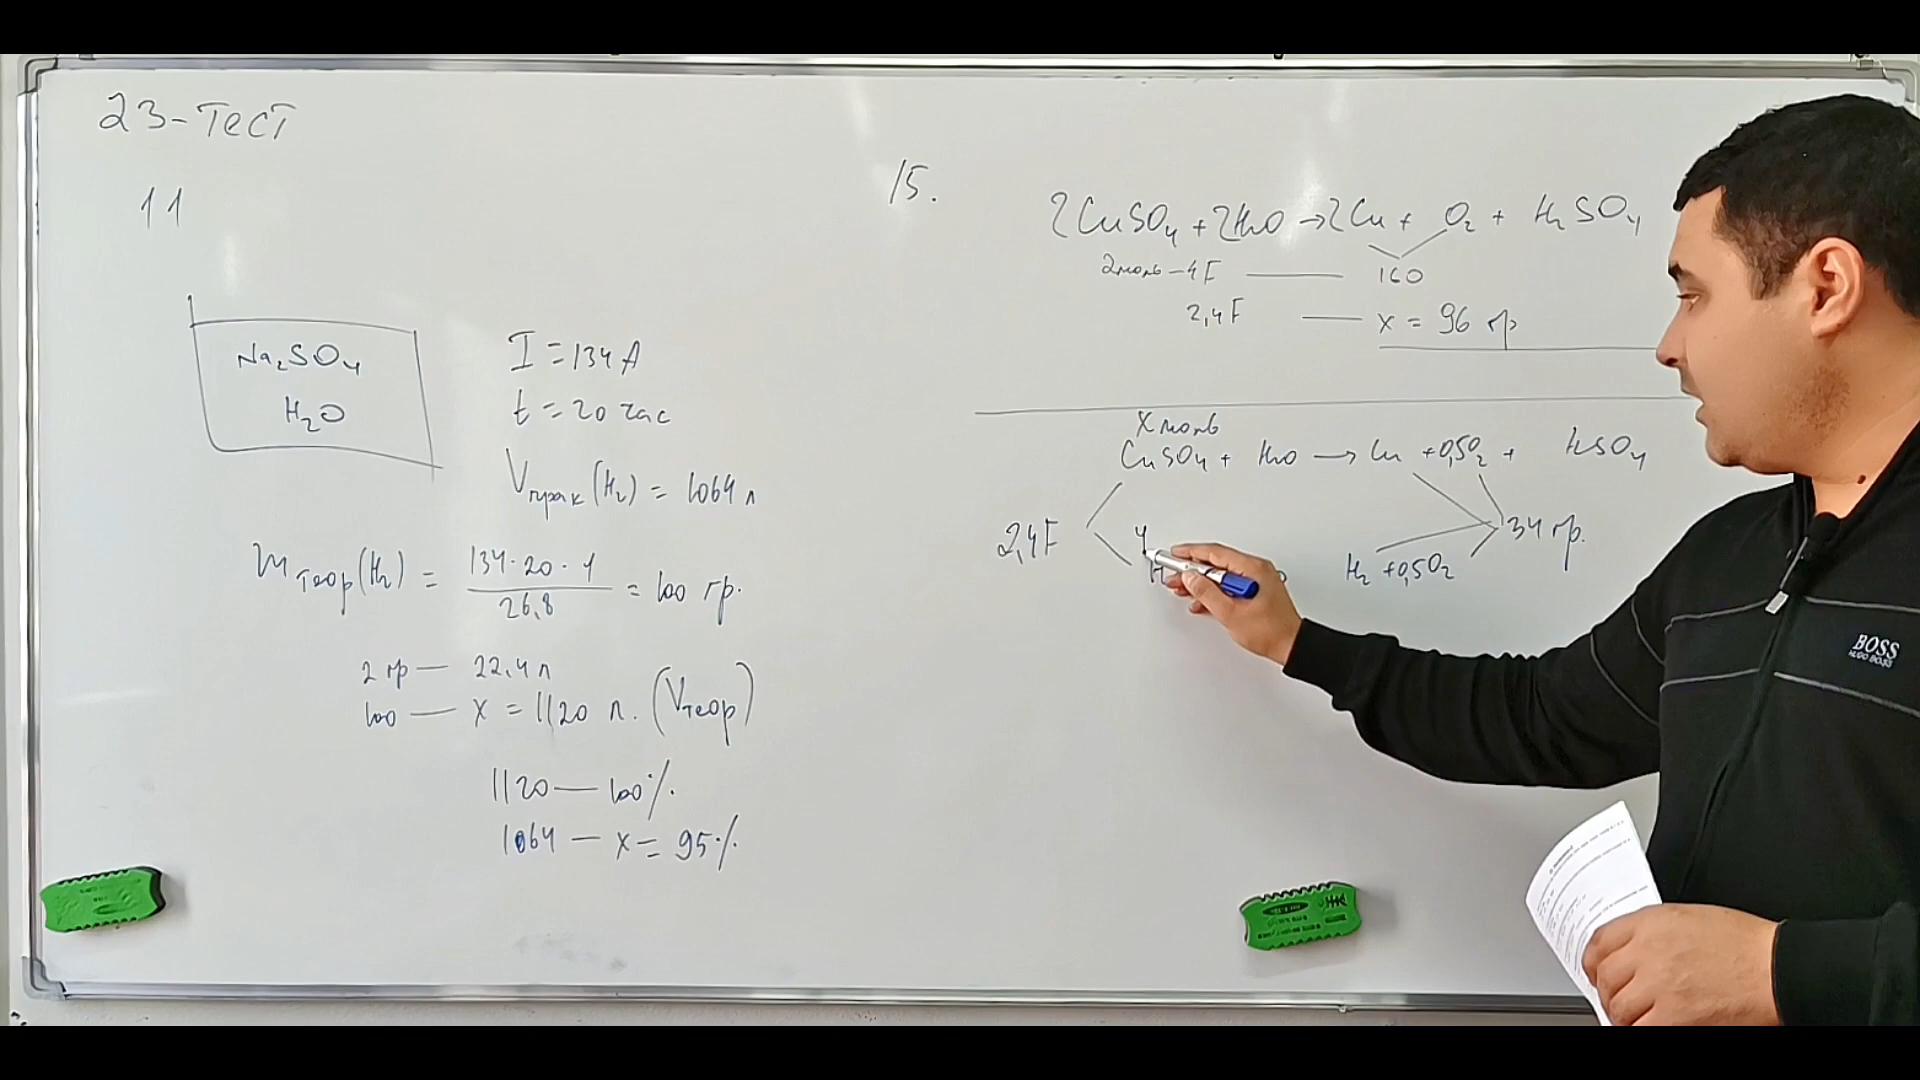 23-Тест
11
Na₂SO₄
H₂O
I = 134 A
t = 20 час
Vпрак (H₂) = 1064 л
mтеор (H₂) = 134·20·1 / 26,8 = 100 гр.
2 гр — 22,4 л
100 — x = 1120 л. (Vтеор)
1120 — 100%
1064 — x = 95%
15.
2CuSO₄ + 2H₂O → 2Cu + O₂ + H₂SO₄
2моль - 4F — 160
2,4F — x = 96 гр
x моль
CuSO₄ + H₂O → Cu + 0,5O₂ + H₂SO₄
2,4F
34 гр.
y
H₂ + 0,5O₂
BOSS
HUGO BOSS